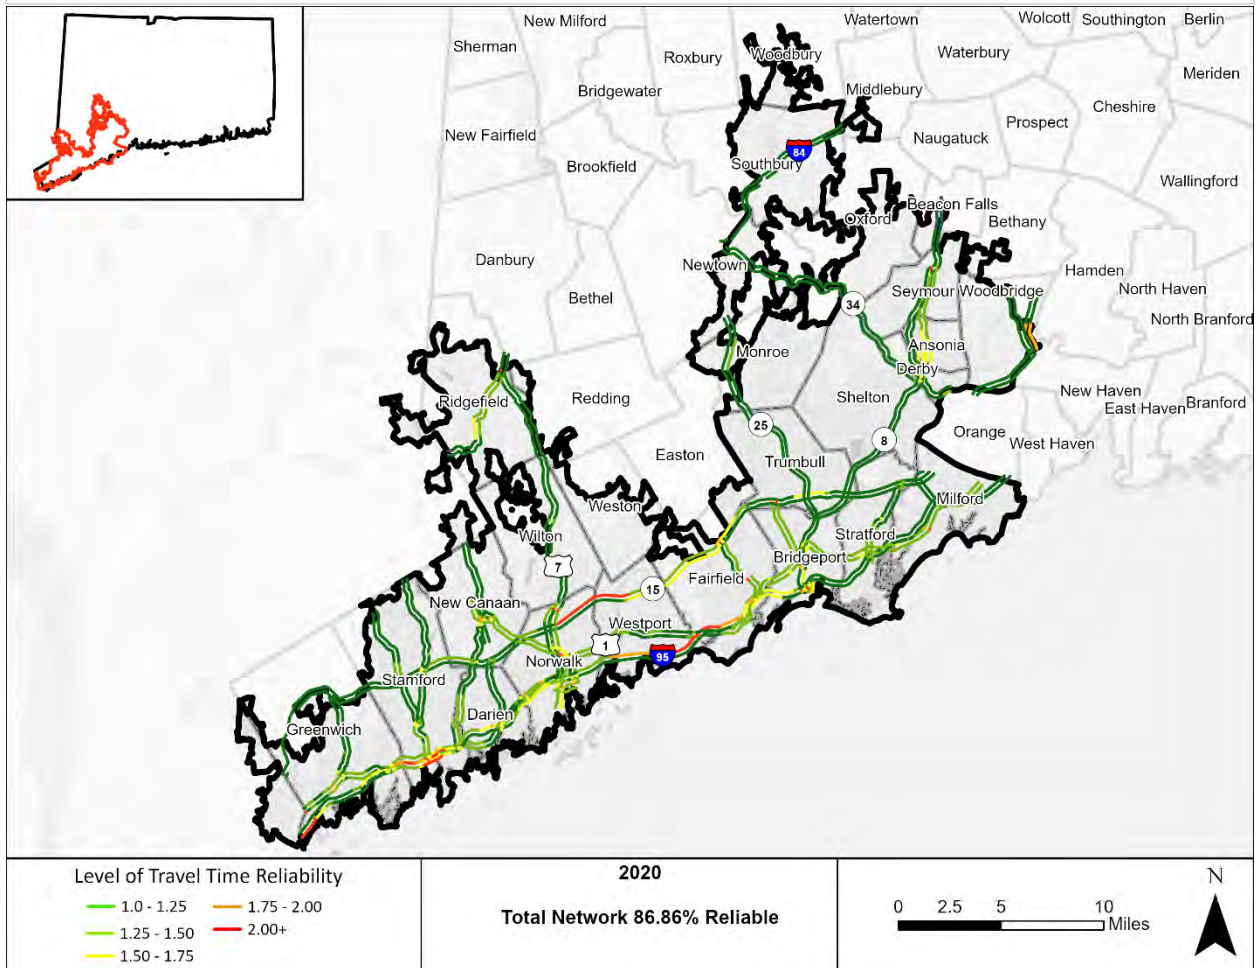 New Milford
Watertown
Wolcott
Southington
Berlin
Sherman
Roxbury
Woodbury
Waterbury
Meriden
Bridgewater
Middlebury
Cheshire
New Fairfield
Naugatuck
Prospect
Brookfield
84
Southbury
Wallingford
Beacon Falls
Oxford
Bethany
Danbury
Newtown
Hamden
Bethel
Seymour
Woodbridge
North Haven
34
North Branford
Monroe
Ansonia
Derby
Ridgefield
Redding
Shelton
New Haven
East Haven
Branford
25
8
Orange
West Haven
Easton
Trumbull
Weston
Milford
Wilton
Stratford
Bridgeport
7
Fairfield
15
New Canaan
Westport
1
95
Norwalk
Stamford
Darien
Greenwich
Level of Travel Time Reliability
1.0 - 1.25
1.75 - 2.00
1.25 - 1.50
2.00+
1.50 - 1.75
2020
Total Network 86.86% Reliable
0 2.5 5 10
Miles
N